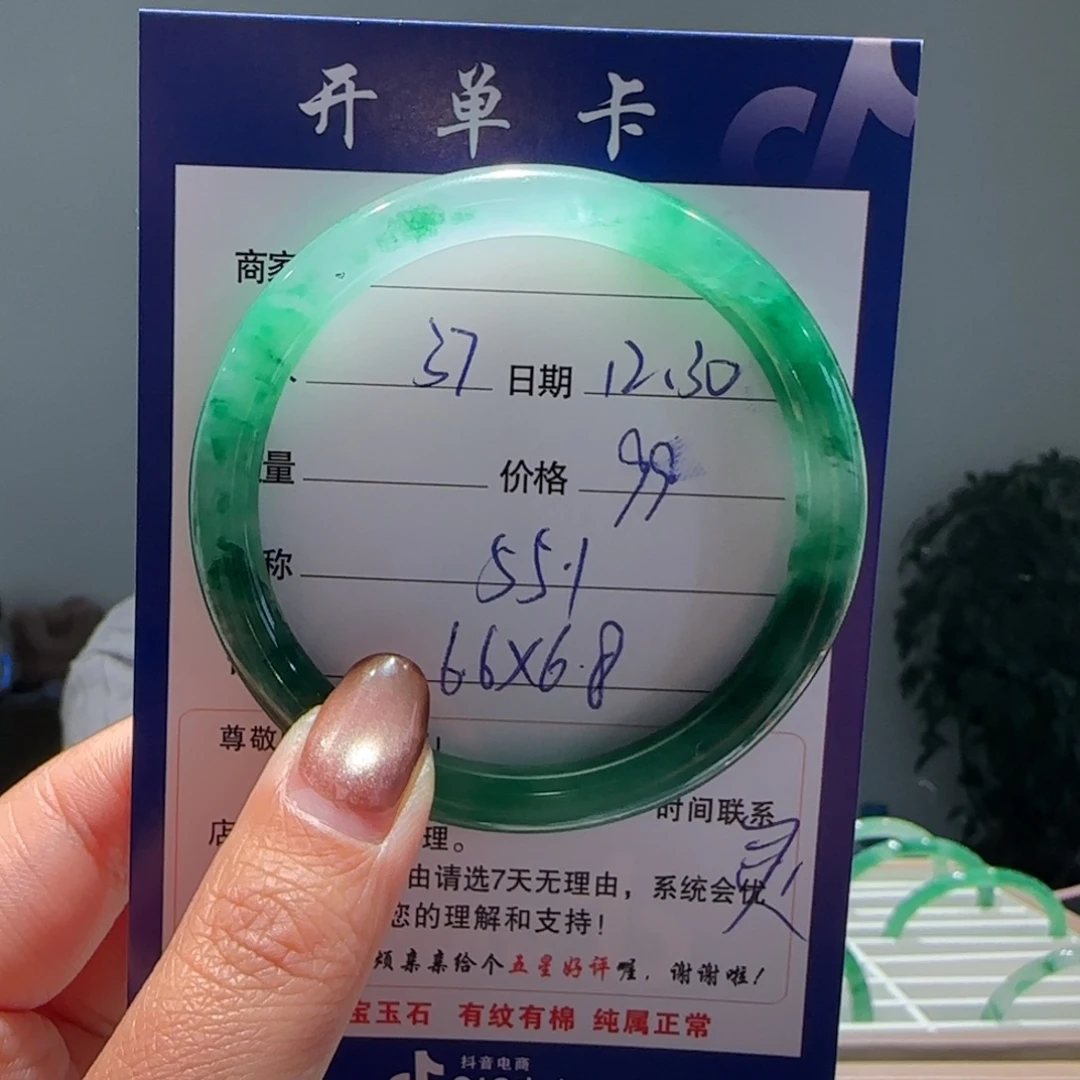 开单卡
商家
37 日期 12.30
量 价格 99
称 55.1
66X6.8
尊敬
时间联系
店 理。
由请选7天无理由，系统会优
您的理解和支持！
烦亲亲给个五星好评喔，谢谢啦！
宝玉石 有纹有棉 纯属正常
抖音电商